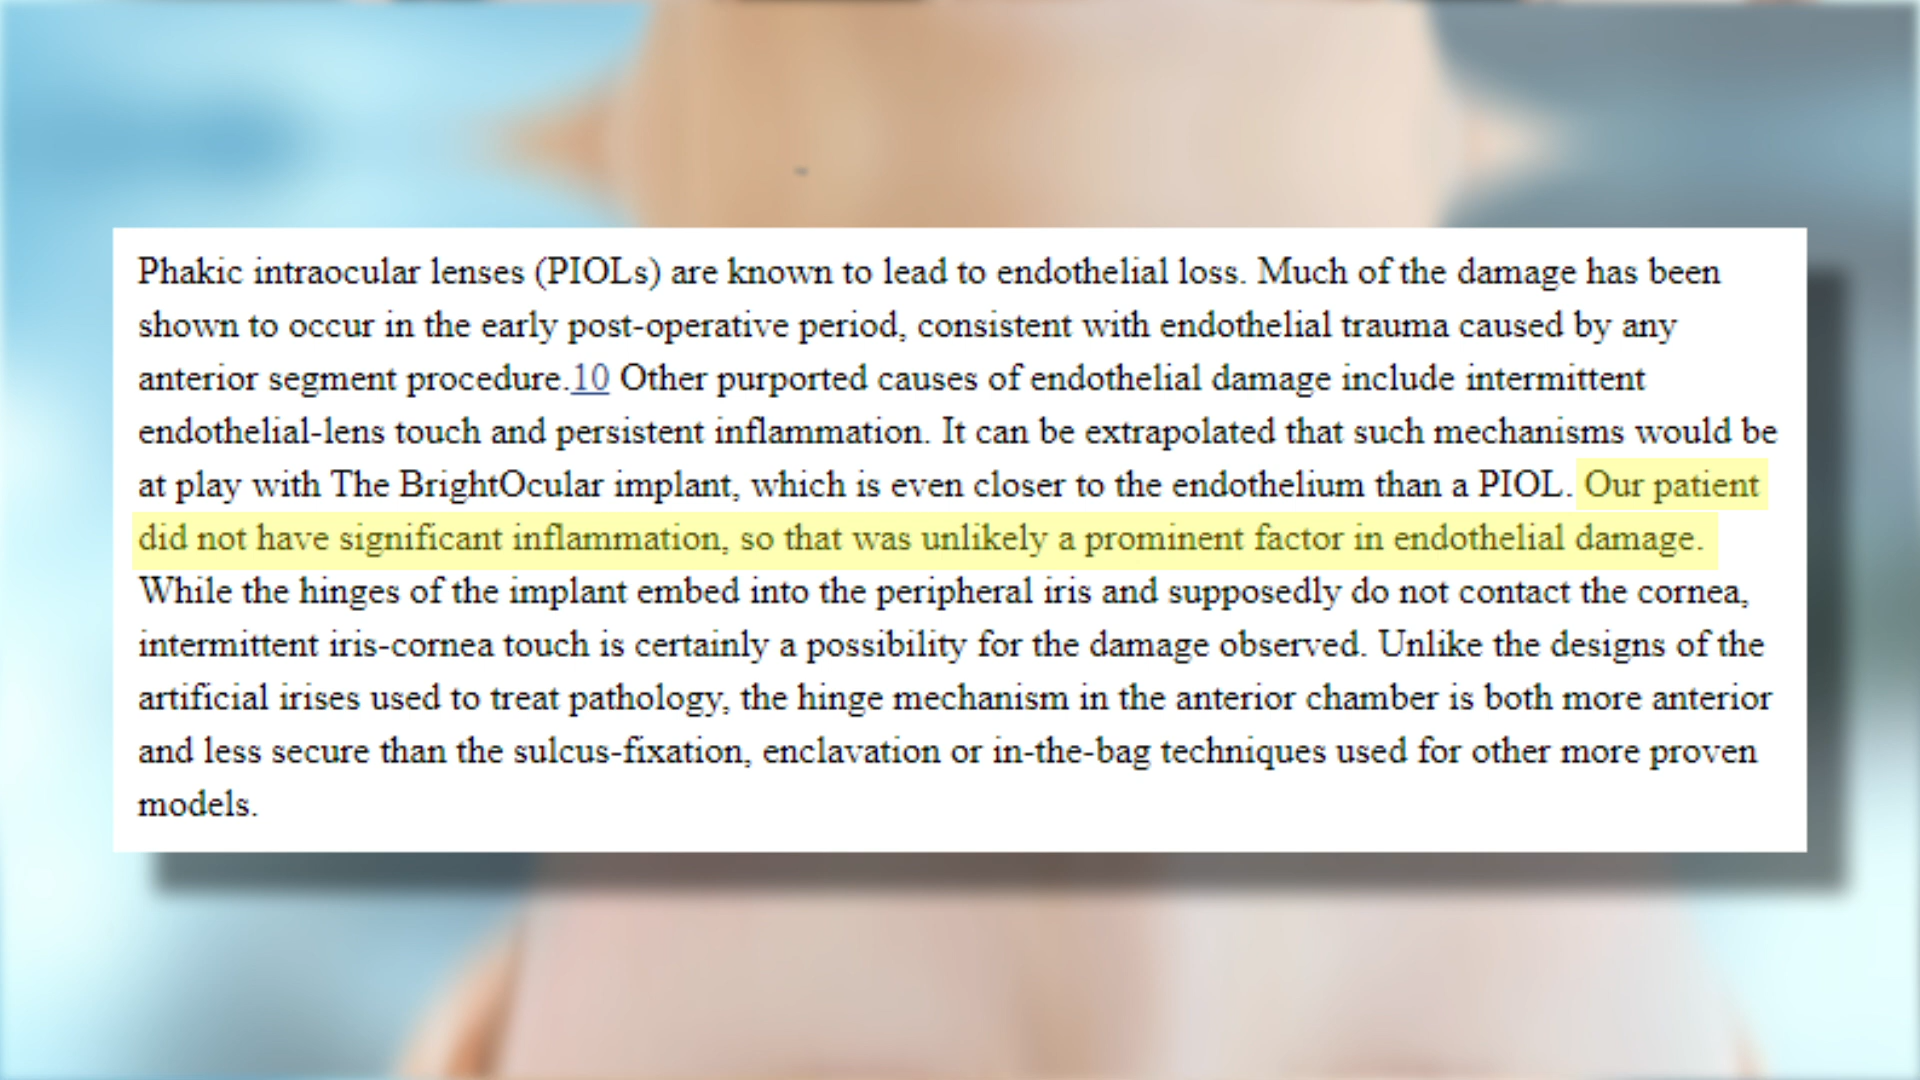 Phakic intraocular lenses (PIOLs) are known to lead to endothelial loss. Much of the damage has been
shown to occur in the early post-operative period, consistent with endothelial trauma caused by any
anterior segment procedure.10 Other purported causes of endothelial damage include intermittent
endothelial-lens touch and persistent inflammation. It can be extrapolated that such mechanisms would be
at play with The BrightOcular implant, which is even closer to the endothelium than a PIOL. Our patient
did not have significant inflammation, so that was unlikely a prominent factor in endothelial damage.
While the hinges of the implant embed into the peripheral iris and supposedly do not contact the cornea,
intermittent iris-cornea touch is certainly a possibility for the damage observed. Unlike the designs of the
artificial irises used to treat pathology, the hinge mechanism in the anterior chamber is both more anterior
and less secure than the sulcus-fixation, enclavation or in-the-bag techniques used for other more proven
models.